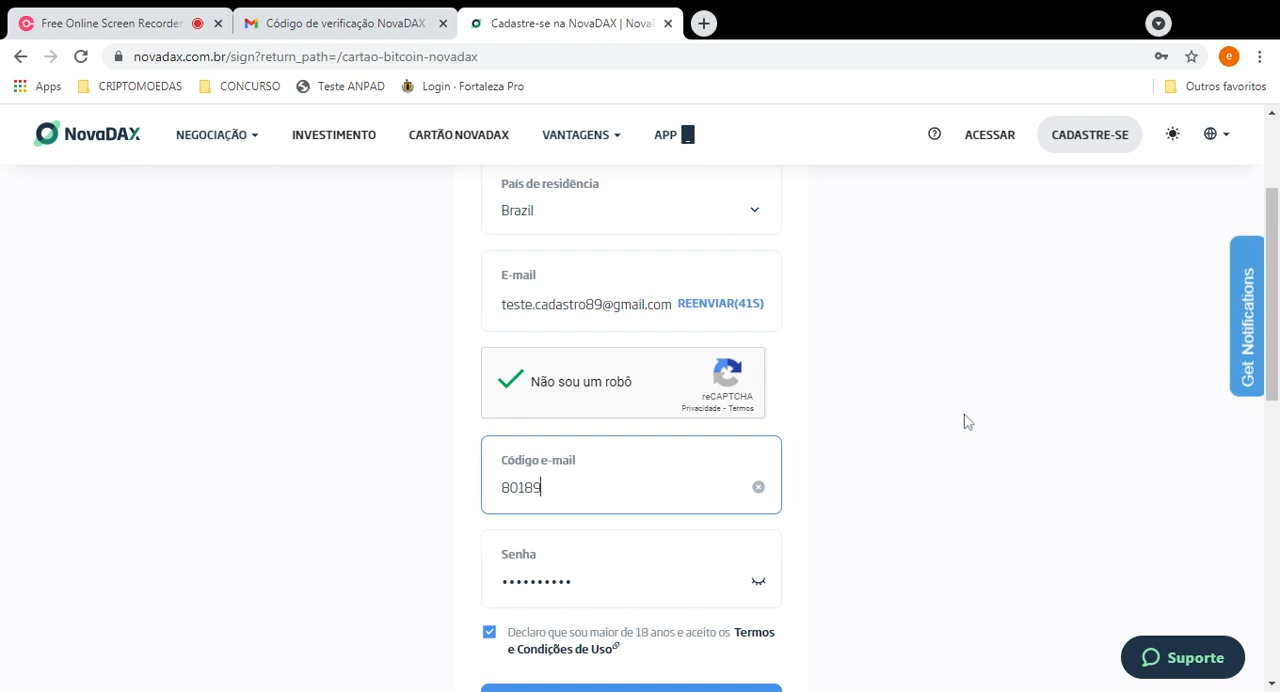 Free Online Screen Recorder
Código de verificação NovaDAX
Cadastre-se na NovaDAX | Nova
novadax.com.br/sign?return_path=/cartao-bitcoin-novadax
e
Apps
CRIPTOMOEDAS
CONCURSO
Teste ANPAD
Login · Fortaleza Pro
Outros favoritos
NovaDAX
NEGOCIAÇÃO
INVESTIMENTO
CARTÃO NOVADAX
VANTAGENS
APP
ACESSAR
CADASTRE-SE
País de residência
Brazil
E-mail
teste.cadastro89@gmail.com REENVIAR(41S)
Não sou um robô
reCAPTCHA
Privacidade - Termos
Código e-mail
80189
Senha
Declaro que sou maior de 18 anos e aceito os Termos
e Condições de Uso
Get Notifications
Suporte